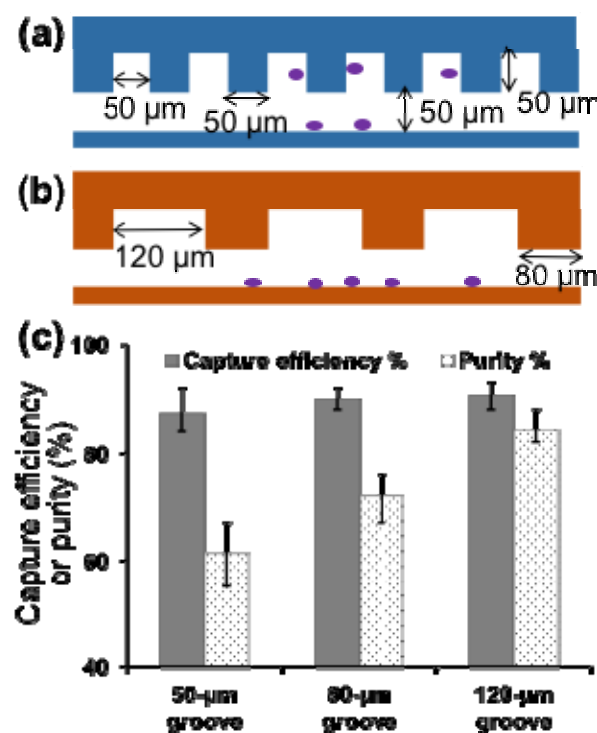 (a)
50 µm
50 µm
50 µm
50 µm
(b)
120 µm
80 µm
(c)
Capture efficiency %
Purity %
Capture efficiency
or purity (%)
100
80
60
40
50-µm
groove
80-µm
groove
120-µm
groove